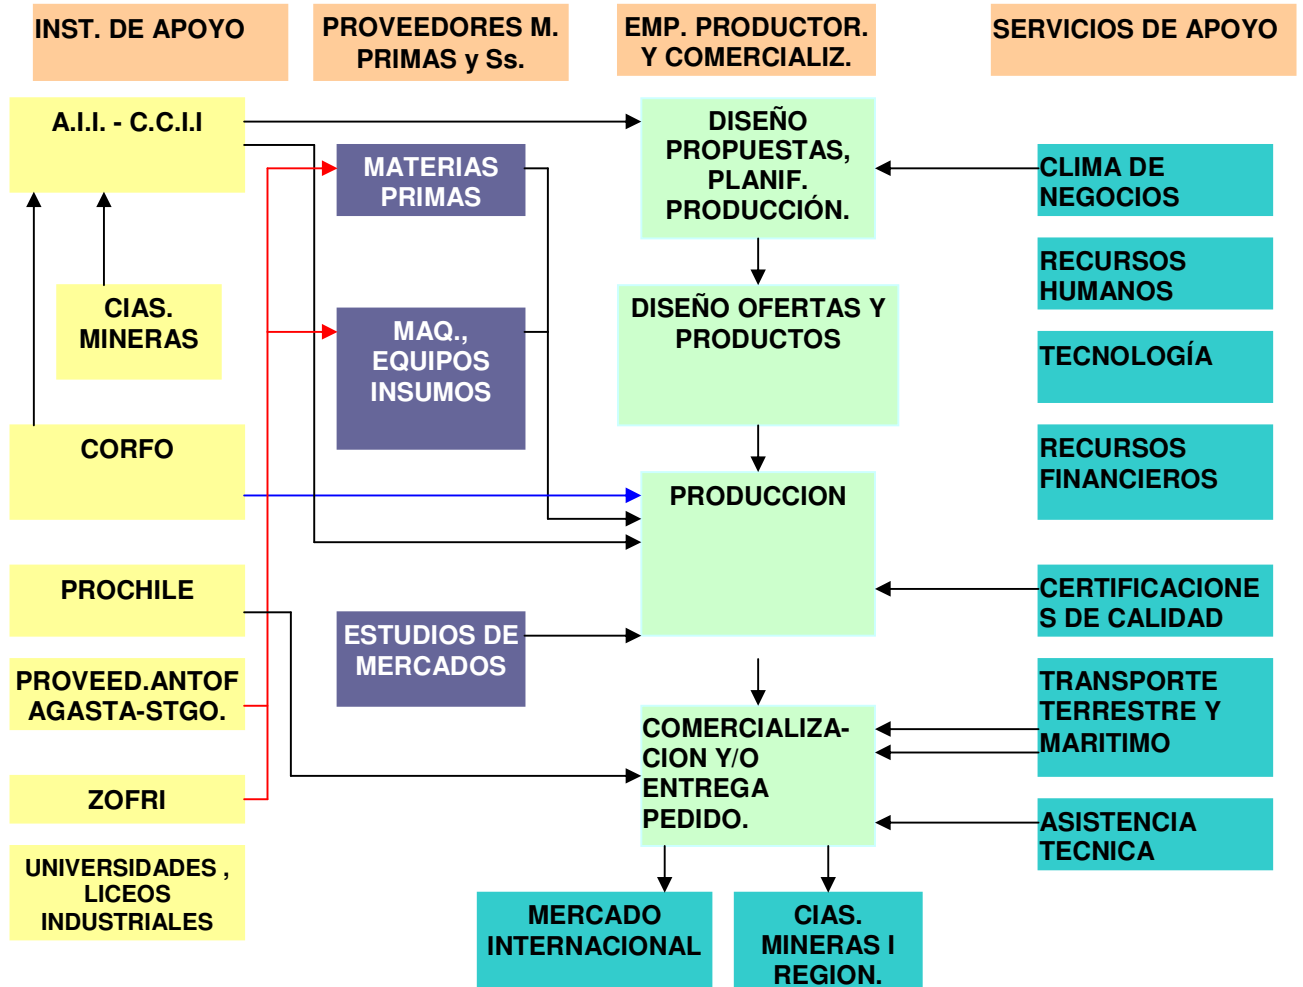 INST. DE APOYO
PROVEEDORES M.
PRIMAS y Ss.
EMP. PRODUCTOR.
Y COMERCIALIZ.
SERVICIOS DE APOYO
A.I.I. - C.C.I.I
CIAS.
MINERAS
CORFO
PROCHILE
PROVEED.ANTOF
AGASTA-STGO.
ZOFRI
UNIVERSIDADES ,
LICEOS
INDUSTRIALES
MATERIAS
PRIMAS
MAQ.,
EQUIPOS
INSUMOS
ESTUDIOS DE
MERCADOS
DISEÑO
PROPUESTAS,
PLANIF.
PRODUCCIÓN.
DISEÑO OFERTAS Y
PRODUCTOS
PRODUCCION
COMERCIALIZA-
CION Y/O
ENTREGA
PEDIDO.
MERCADO
INTERNACIONAL
CIAS.
MINERAS I
REGION.
CLIMA DE
NEGOCIOS
RECURSOS
HUMANOS
TECNOLOGÍA
RECURSOS
FINANCIEROS
CERTIFICACIONE
S DE CALIDAD
TRANSPORTE
TERRESTRE Y
MARITIMO
ASISTENCIA
TECNICA